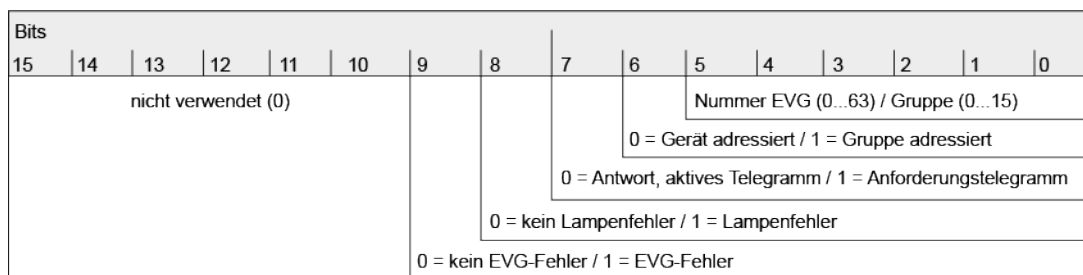 Bits
15 14 13 12 11 10 9 8 7 6 5 4 3 2 1 0
nicht verwendet (0) Nummer EVG (0...63) / Gruppe (0...15)
0 = Gerät adressiert / 1 = Gruppe adressiert
0 = Antwort, aktives Telegramm / 1 = Anforderungstelegramm
0 = kein Lampenfehler / 1 = Lampenfehler
0 = kein EVG-Fehler / 1 = EVG-Fehler